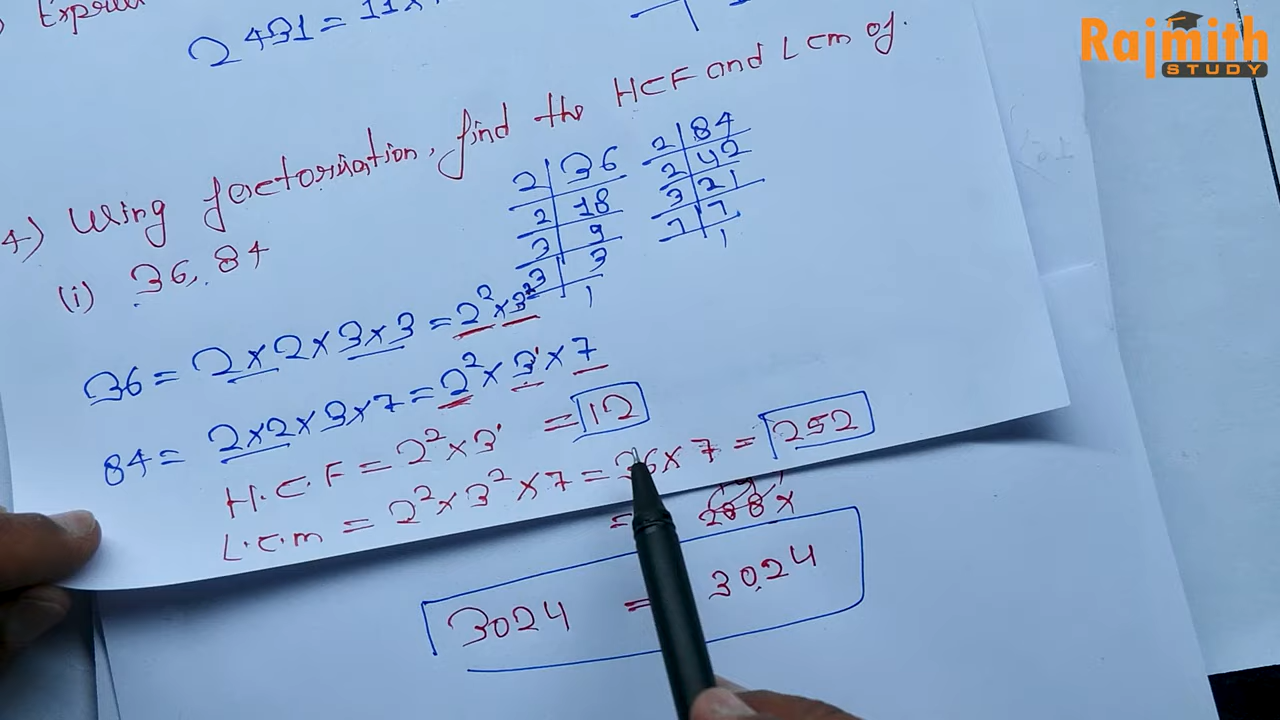 Rajmith
STUDY
2431 = 11 ×
4) Using factorisation, find the HCF and Lcm of.
(i) 36, 84
2 | 36
2 | 18
3 | 9
3 | 3
1
2 | 84
2 | 42
3 | 21
7 | 7
1
36 = 2×2×3×3 = 2² × 3²
84 = 2×2×3×7 = 2² × 3¹ × 7
H.C.F = 2² × 3¹ = 12
L.C.m = 2² × 3² × 7 = 36 × 7 = 252
=
3024 = 3024